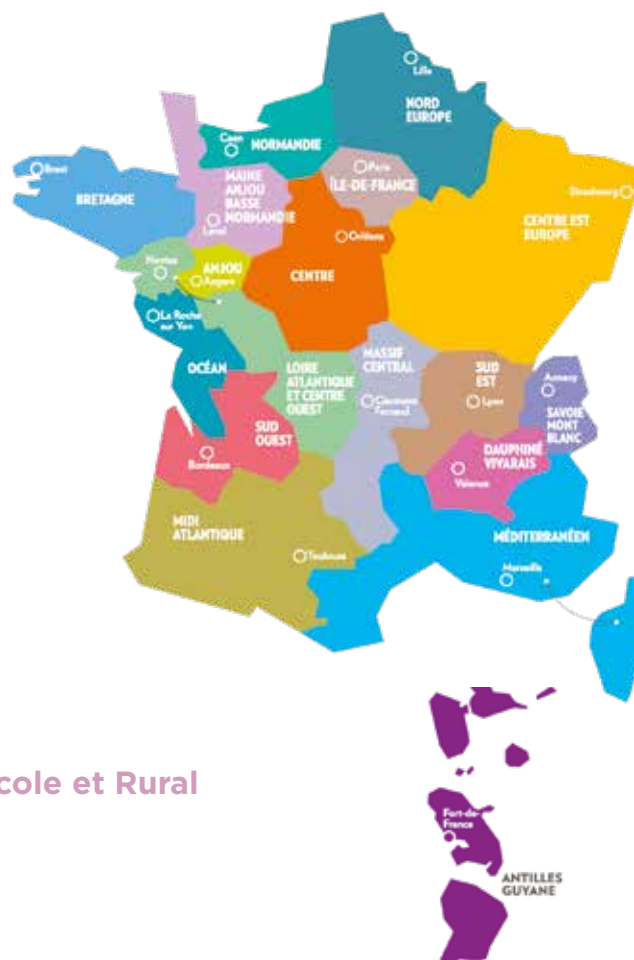 Lille
NORD
EUROPE
Caen
NORMANDIE
Paris
ÎLE-DE-FRANCE
Brest
BRETAGNE
MAINE
ANJOU
BASSE
NORMANDIE
Laval
Strasbourg
CENTRE EST
EUROPE
Orléans
CENTRE
Nantes
ANJOU
Angers
La Roche
sur Yon
OCÉAN
LOIRE
ATLANTIQUE
ET CENTRE
OUEST
MASSIF
CENTRAL
Clermont
Ferrand
SUD
EST
Lyon
Annecy
SAVOIE
MONT
BLANC
SUD
OUEST
Bordeaux
DAUPHINÉ
VIVARAIS
Valence
MIDI
ATLANTIQUE
Toulouse
MÉDITERRANÉEN
Marseille
cole et Rural
Fort-de-
France
ANTILLES
GUYANE